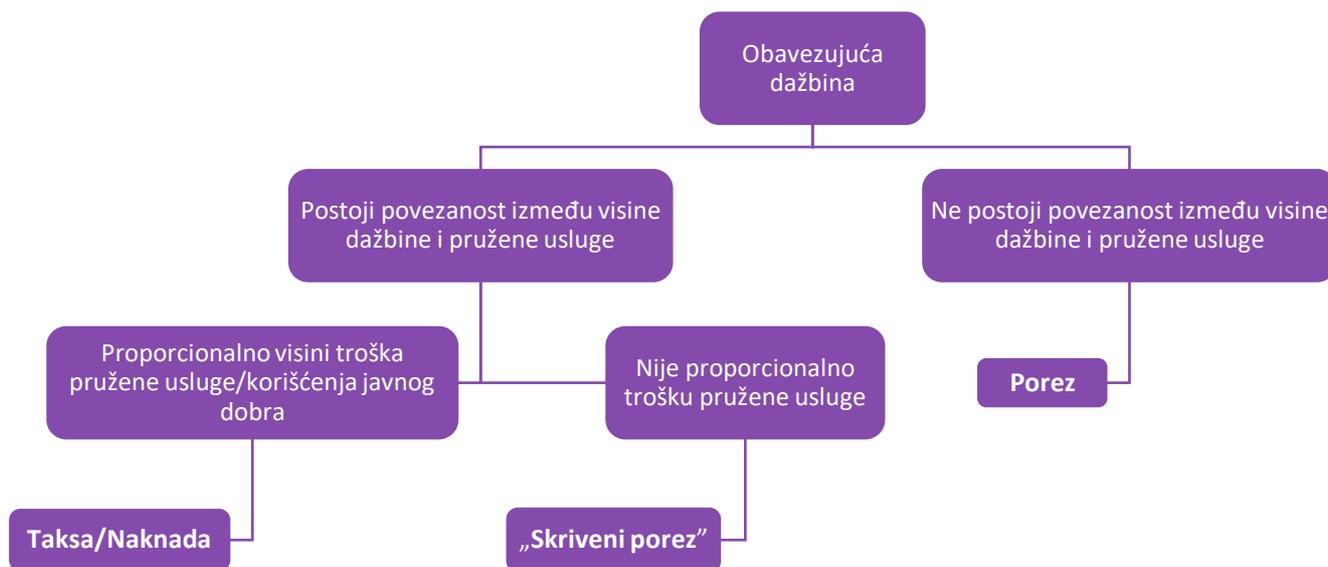 Obavezujuća
dažbina
Postoji povezanost između visine
dažbine i pružene usluge
Ne postoji povezanost između visine
dažbine i pružene usluge
Proporcionalno visini troška
pružene usluge/korišćenja javnog
dobra
Nije proporcionalno
trošku pružene usluge
Porez
Taksa/Naknada
„Skriveni porez”